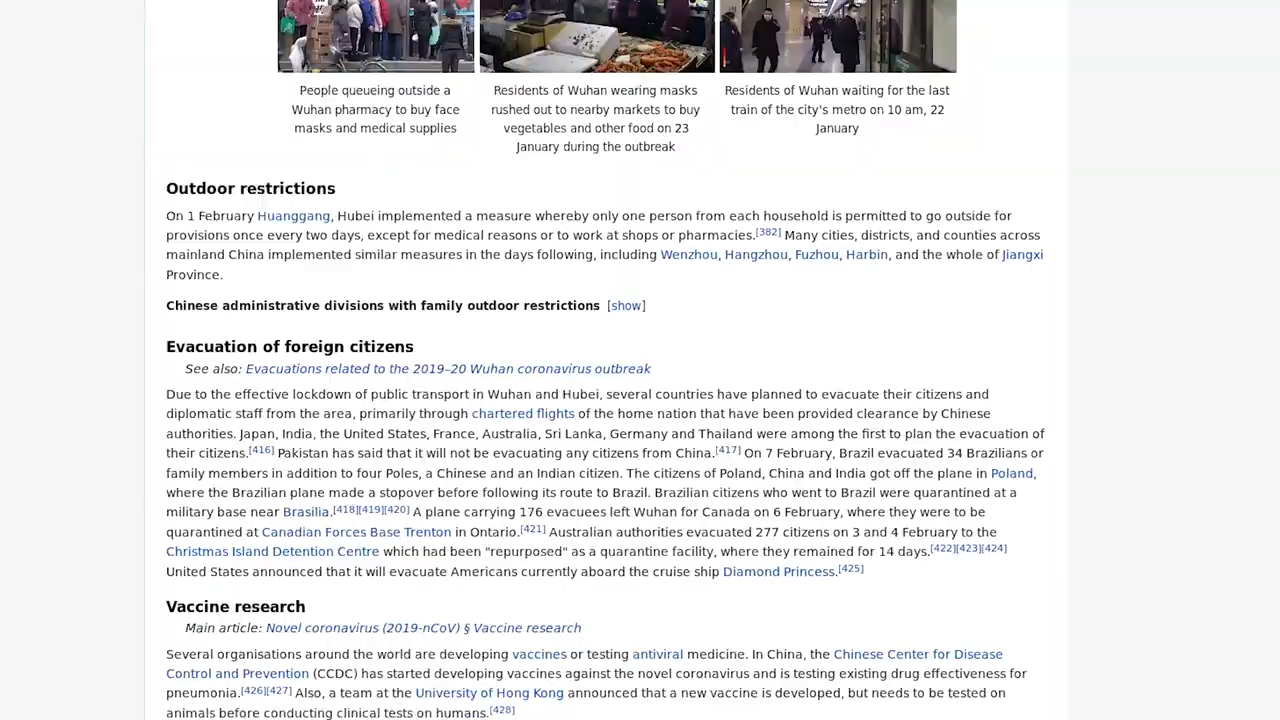 People queueing outside a
Wuhan pharmacy to buy face
masks and medical supplies
Residents of Wuhan wearing masks
rushed out to nearby markets to buy
vegetables and other food on 23
January during the outbreak
Residents of Wuhan waiting for the last
train of the city's metro on 10 am, 22
January
Outdoor restrictions
On 1 February Huanggang, Hubei implemented a measure whereby only one person from each household is permitted to go outside for
provisions once every two days, except for medical reasons or to work at shops or pharmacies.[382] Many cities, districts, and counties across
mainland China implemented similar measures in the days following, including Wenzhou, Hangzhou, Fuzhou, Harbin, and the whole of Jiangxi
Province.
Chinese administrative divisions with family outdoor restrictions [show]
Evacuation of foreign citizens
See also: Evacuations related to the 2019–20 Wuhan coronavirus outbreak
Due to the effective lockdown of public transport in Wuhan and Hubei, several countries have planned to evacuate their citizens and
diplomatic staff from the area, primarily through chartered flights of the home nation that have been provided clearance by Chinese
authorities. Japan, India, the United States, France, Australia, Sri Lanka, Germany and Thailand were among the first to plan the evacuation of
their citizens.[416] Pakistan has said that it will not be evacuating any citizens from China.[417] On 7 February, Brazil evacuated 34 Brazilians or
family members in addition to four Poles, a Chinese and an Indian citizen. The citizens of Poland, China and India got off the plane in Poland,
where the Brazilian plane made a stopover before following its route to Brazil. Brazilian citizens who went to Brazil were quarantined at a
military base near Brasilia.[418][419][420] A plane carrying 176 evacuees left Wuhan for Canada on 6 February, where they were to be
quarantined at Canadian Forces Base Trenton in Ontario.[421] Australian authorities evacuated 277 citizens on 3 and 4 February to the
Christmas Island Detention Centre which had been "repurposed" as a quarantine facility, where they remained for 14 days.[422][423][424]
United States announced that it will evacuate Americans currently aboard the cruise ship Diamond Princess.[425]
Vaccine research
Main article: Novel coronavirus (2019-nCoV) § Vaccine research
Several organisations around the world are developing vaccines or testing antiviral medicine. In China, the Chinese Center for Disease
Control and Prevention (CCDC) has started developing vaccines against the novel coronavirus and is testing existing drug effectiveness for
pneumonia.[426][427] Also, a team at the University of Hong Kong announced that a new vaccine is developed, but needs to be tested on
animals before conducting clinical tests on humans.[428]